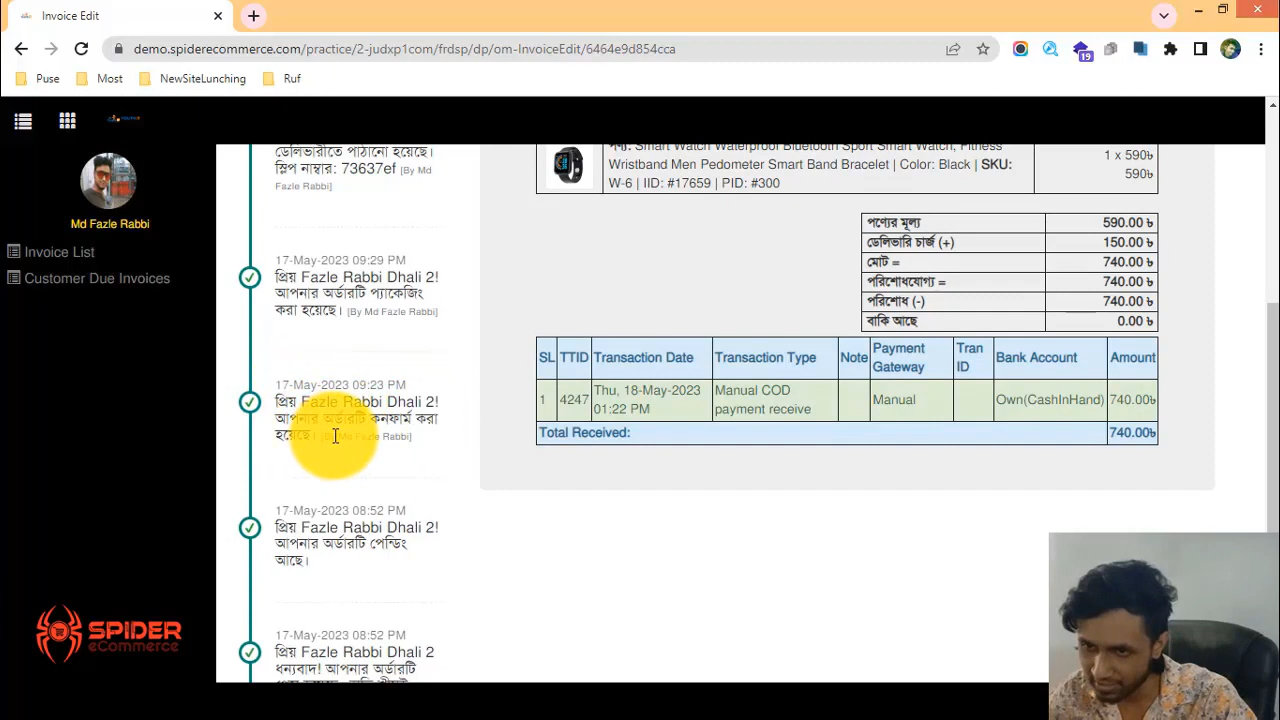 Invoice Edit
demo.spiderecommerce.com/practice/2-judxp1com/frdsp/dp/om-InvoiceEdit/6464e9d854cca
19
Puse
Most
NewSiteLunching
Ruf
Md Fazle Rabbi
Invoice List
Customer Due Invoices
SPIDER
eCommerce
ডেলিভারীতে পাঠানো হয়েছে।
স্লিপ নাম্বার: 73637ef [By Md
Fazle Rabbi]
17-May-2023 09:29 PM
প্রিয় Fazle Rabbi Dhali 2!
আপনার অর্ডারটি প্যাকেজিং
করা হয়েছে। [By Md Fazle Rabbi]
17-May-2023 09:23 PM
প্রিয় Fazle Rabbi Dhali 2!
আপনার অর্ডারটি কনফার্ম করা
হয়েছে। [By Md Fazle Rabbi]
17-May-2023 08:52 PM
প্রিয় Fazle Rabbi Dhali 2!
আপনার অর্ডারটি পেন্ডিং
আছে।
17-May-2023 08:52 PM
প্রিয় Fazle Rabbi Dhali 2
ধন্যবাদ! আপনার অর্ডারটি
পণ্য: Smart Watch Waterproof Bluetooth Sport Smart Watch, Fitness
Wristband Men Pedometer Smart Band Bracelet | Color: Black | SKU:
W-6 | IID: #17659 | PID: #300
1 x 590৳
590৳
পণ্যের মূল্য 590.00 ৳
ডেলিভারি চার্জ (+) 150.00 ৳
মোট = 740.00 ৳
পরিশোধযোগ্য = 740.00 ৳
পরিশোধ (-) 740.00 ৳
বাকি আছে 0.00 ৳
SL TTID Transaction Date Transaction Type Note Payment Gateway Tran ID Bank Account Amount
1 4247 Thu, 18-May-2023 01:22 PM Manual COD payment receive Manual Own(CashInHand) 740.00৳
Total Received: 740.00৳